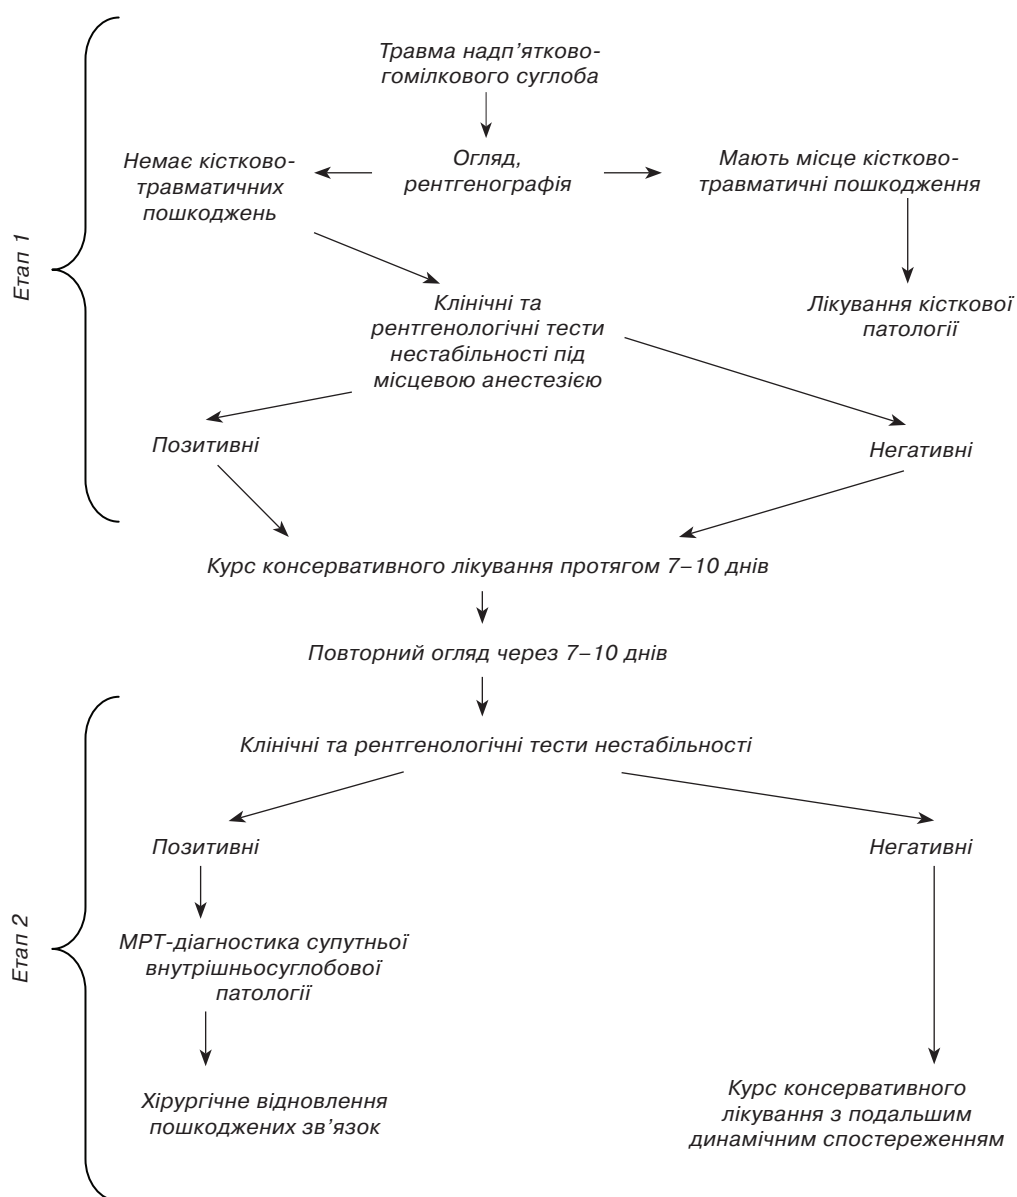 Етап 1
Травма надп’ятково-
гомілкового суглоба
Немає кістково-
травматичних
пошкоджень
Огляд,
рентгенографія
Мають місце кістково-
травматичні пошкодження
Клінічні та
рентгенологічні тести
нестабільності під
місцевою анестезією
Лікування кісткової
патології
Позитивні
Негативні
Курс консервативного лікування протягом 7–10 днів
Повторний огляд через 7–10 днів
Етап 2
Клінічні та рентгенологічні тести нестабільності
Позитивні
Негативні
МРТ-діагностика супутньої
внутрішньосуглобової
патології
Хірургічне відновлення
пошкоджених зв’язок
Курс консервативного
лікування з подальшим
динамічним спостереженням